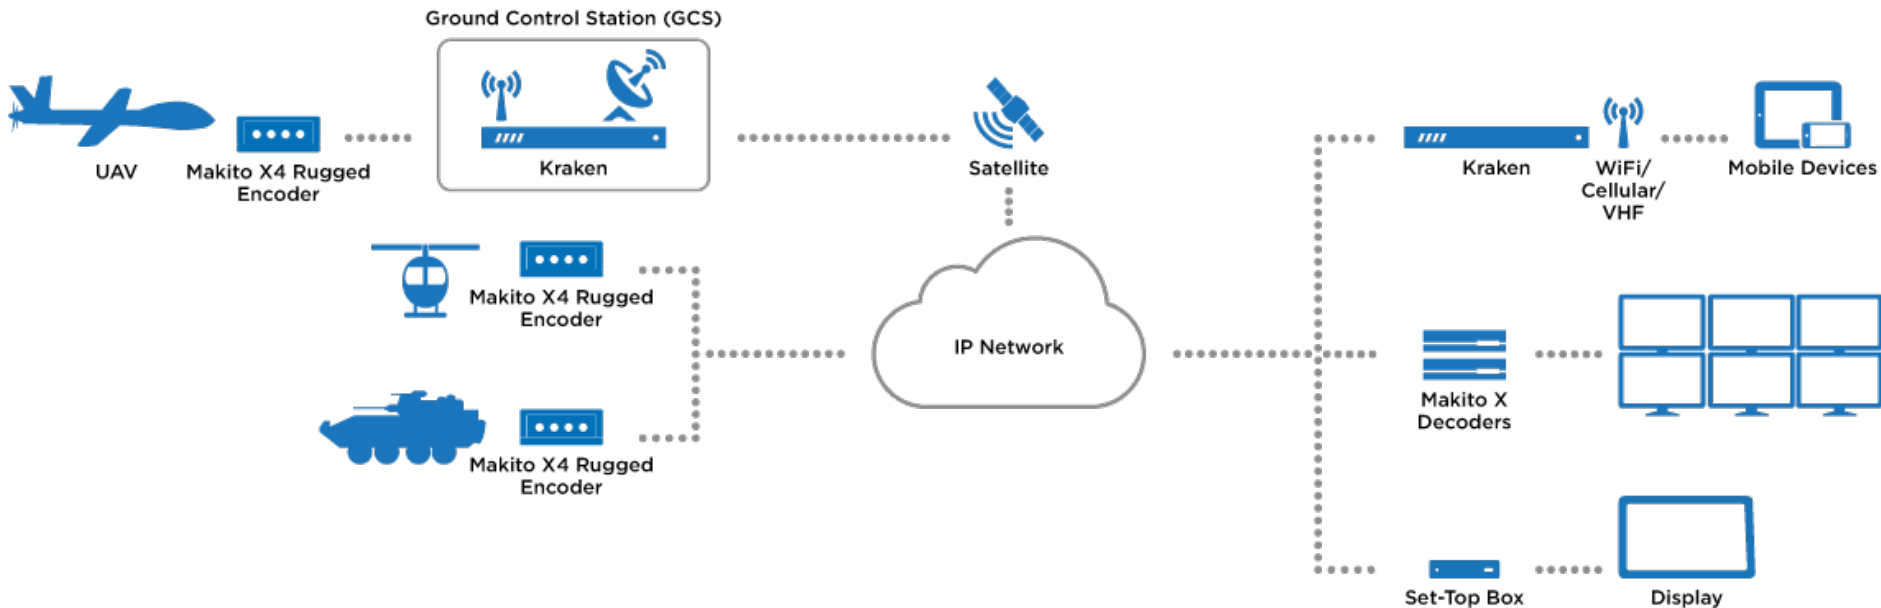 Ground Control Station (GCS)
UAV
Makito X4 Rugged
Encoder
Kraken
Satellite
Kraken
WiFi/
Cellular/
VHF
Mobile Devices
Makito X4 Rugged
Encoder
IP Network
Makito X
Decoders
Makito X4 Rugged
Encoder
Set-Top Box
Display